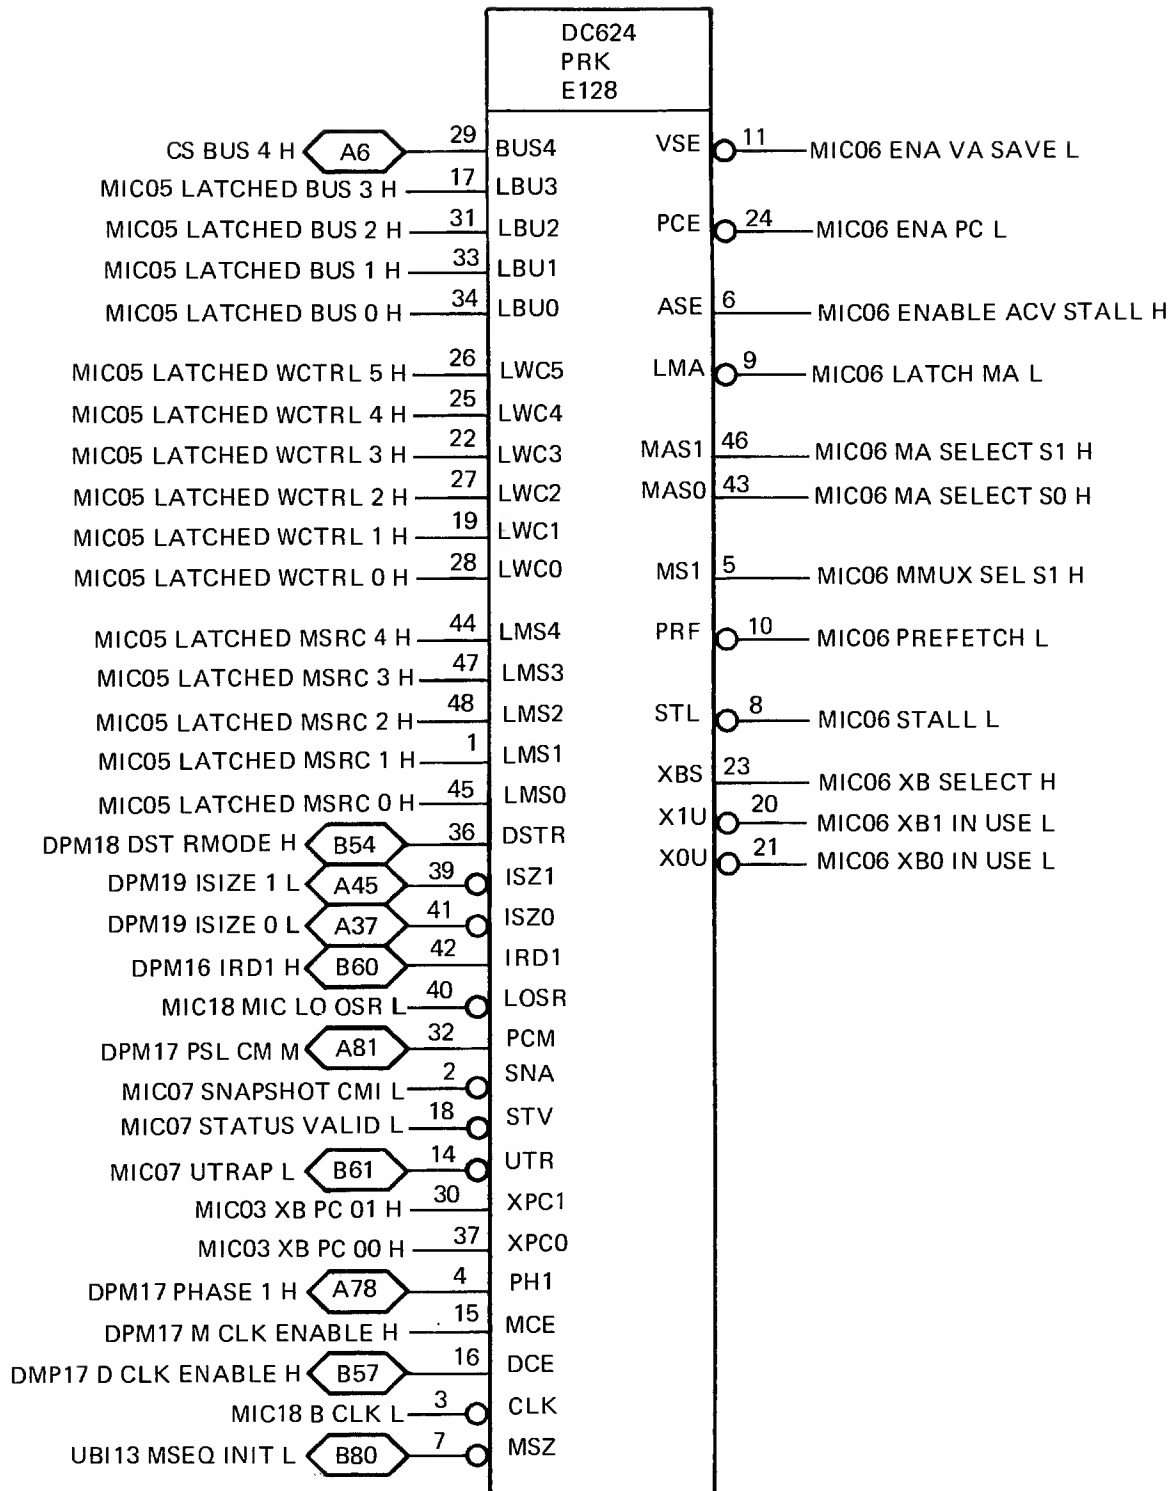 DC624
PRK
E128
CS BUS 4 H A6 29 BUS4 VSE 11 MIC06 ENA VA SAVE L
MIC05 LATCHED BUS 3 H 17 LBU3
MIC05 LATCHED BUS 2 H 31 LBU2 PCE 24 MIC06 ENA PC L
MIC05 LATCHED BUS 1 H 33 LBU1
MIC05 LATCHED BUS 0 H 34 LBU0 ASE 6 MIC06 ENABLE ACV STALL H
MIC05 LATCHED WCTRL 5 H 26 LWC5 LMA 9 MIC06 LATCH MA L
MIC05 LATCHED WCTRL 4 H 25 LWC4
MIC05 LATCHED WCTRL 3 H 22 LWC3 MAS1 46 MIC06 MA SELECT S1 H
MIC05 LATCHED WCTRL 2 H 27 LWC2 MAS0 43 MIC06 MA SELECT S0 H
MIC05 LATCHED WCTRL 1 H 19 LWC1
MIC05 LATCHED WCTRL 0 H 28 LWC0 MS1 5 MIC06 MMUX SEL S1 H
MIC05 LATCHED MSRC 4 H 44 LMS4 PRF 10 MIC06 PREFETCH L
MIC05 LATCHED MSRC 3 H 47 LMS3
MIC05 LATCHED MSRC 2 H 48 LMS2 STL 8 MIC06 STALL L
MIC05 LATCHED MSRC 1 H 1 LMS1 XBS 23 MIC06 XB SELECT H
MIC05 LATCHED MSRC 0 H 45 LMS0 X1U 20 MIC06 XB1 IN USE L
DPM18 DST RMODE H B54 36 DSTR X0U 21 MIC06 XB0 IN USE L
DPM19 ISIZE 1 L A45 39 ISZ1
DPM19 ISIZE 0 L A37 41 ISZ0
DPM16 IRD1 H B60 42 IRD1
MIC18 MIC LO OSR L 40 LOSR
DPM17 PSL CM M A81 32 PCM
MIC07 SNAPSHOT CMI L 2 SNA
MIC07 STATUS VALID L 18 STV
MIC07 UTRAP L B61 14 UTR
MIC03 XB PC 01 H 30 XPC1
MIC03 XB PC 00 H 37 XPC0
DPM17 PHASE 1 H A78 4 PH1
DPM17 M CLK ENABLE H 15 MCE
DMP17 D CLK ENABLE H B57 16 DCE
MIC18 B CLK L 3 CLK
UBI13 MSEQ INIT L B80 7 MSZ